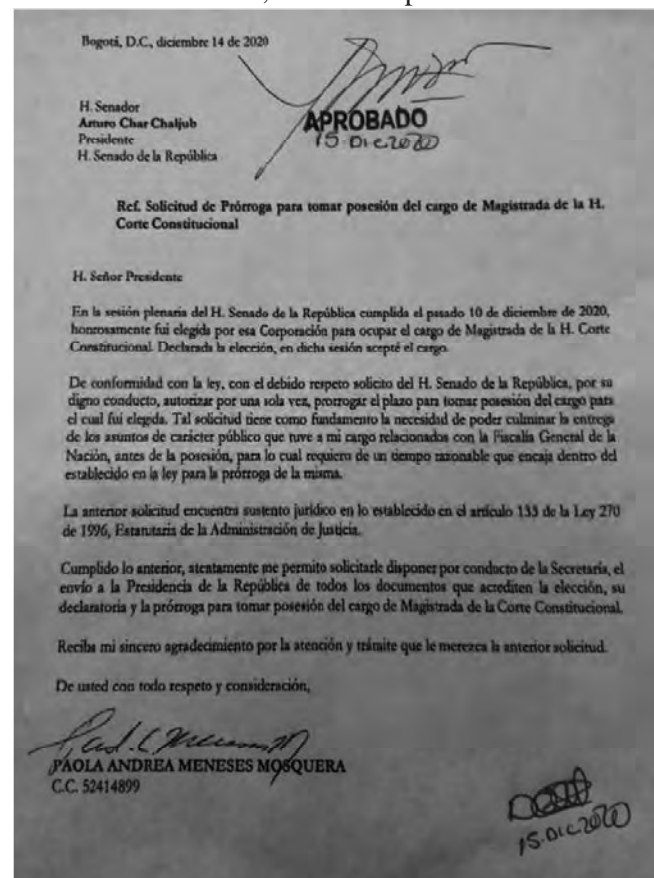 Bogotá, D.C., diciembre 14 de 2020
H. Senador
Arturo Char Chaljub
Presidente
H. Senado de la República
APROBADO
15 DIC 2020
Ref. Solicitud de Prórroga para tomar posesión del cargo de Magistrada de la H.
Corte Constitucional
H. Señor Presidente
En la sesión plenaria del H. Senado de la República cumplida el pasado 10 de diciembre de 2020,
honrosamente fui elegida por esa Corporación para ocupar el cargo de Magistrada de la H. Corte
Constitucional. Declarada la elección, en dicha sesión acepté el cargo.
De conformidad con la ley, con el debido respeto solicito del H. Senado de la República, por su
digno conducto, autorizar por una sola vez, prorrogar el plazo para tomar posesión del cargo para
el cual fui elegida. Tal solicitud tiene como fundamento la necesidad de poder culminar la entrega
de los asuntos de carácter público que tuve a mi cargo relacionados con la Fiscalía General de la
Nación, antes de la posesión, para lo cual requiero de un tiempo razonable que encaja dentro del
establecido en la ley para la prórroga de la misma.
La anterior solicitud encuentra sustento jurídico en lo establecido en el artículo 133 de la Ley 270
de 1996, Estatutaria de la Administración de Justicia.
Cumplido lo anterior, atentamente me permito solicitarle disponer por conducto de la Secretaría, el
envío a la Presidencia de la República de todos los documentos que acrediten la elección, su
declaratoria y la prórroga para tomar posesión del cargo de Magistrada de la Corte Constitucional.
Reciba mi sincero agradecimiento por la atención y trámite que le merezca la anterior solicitud.
De usted con todo respeto y consideración,
PAOLA ANDREA MENESES MOSQUERA
C.C. 52414899
15.DIC.2020